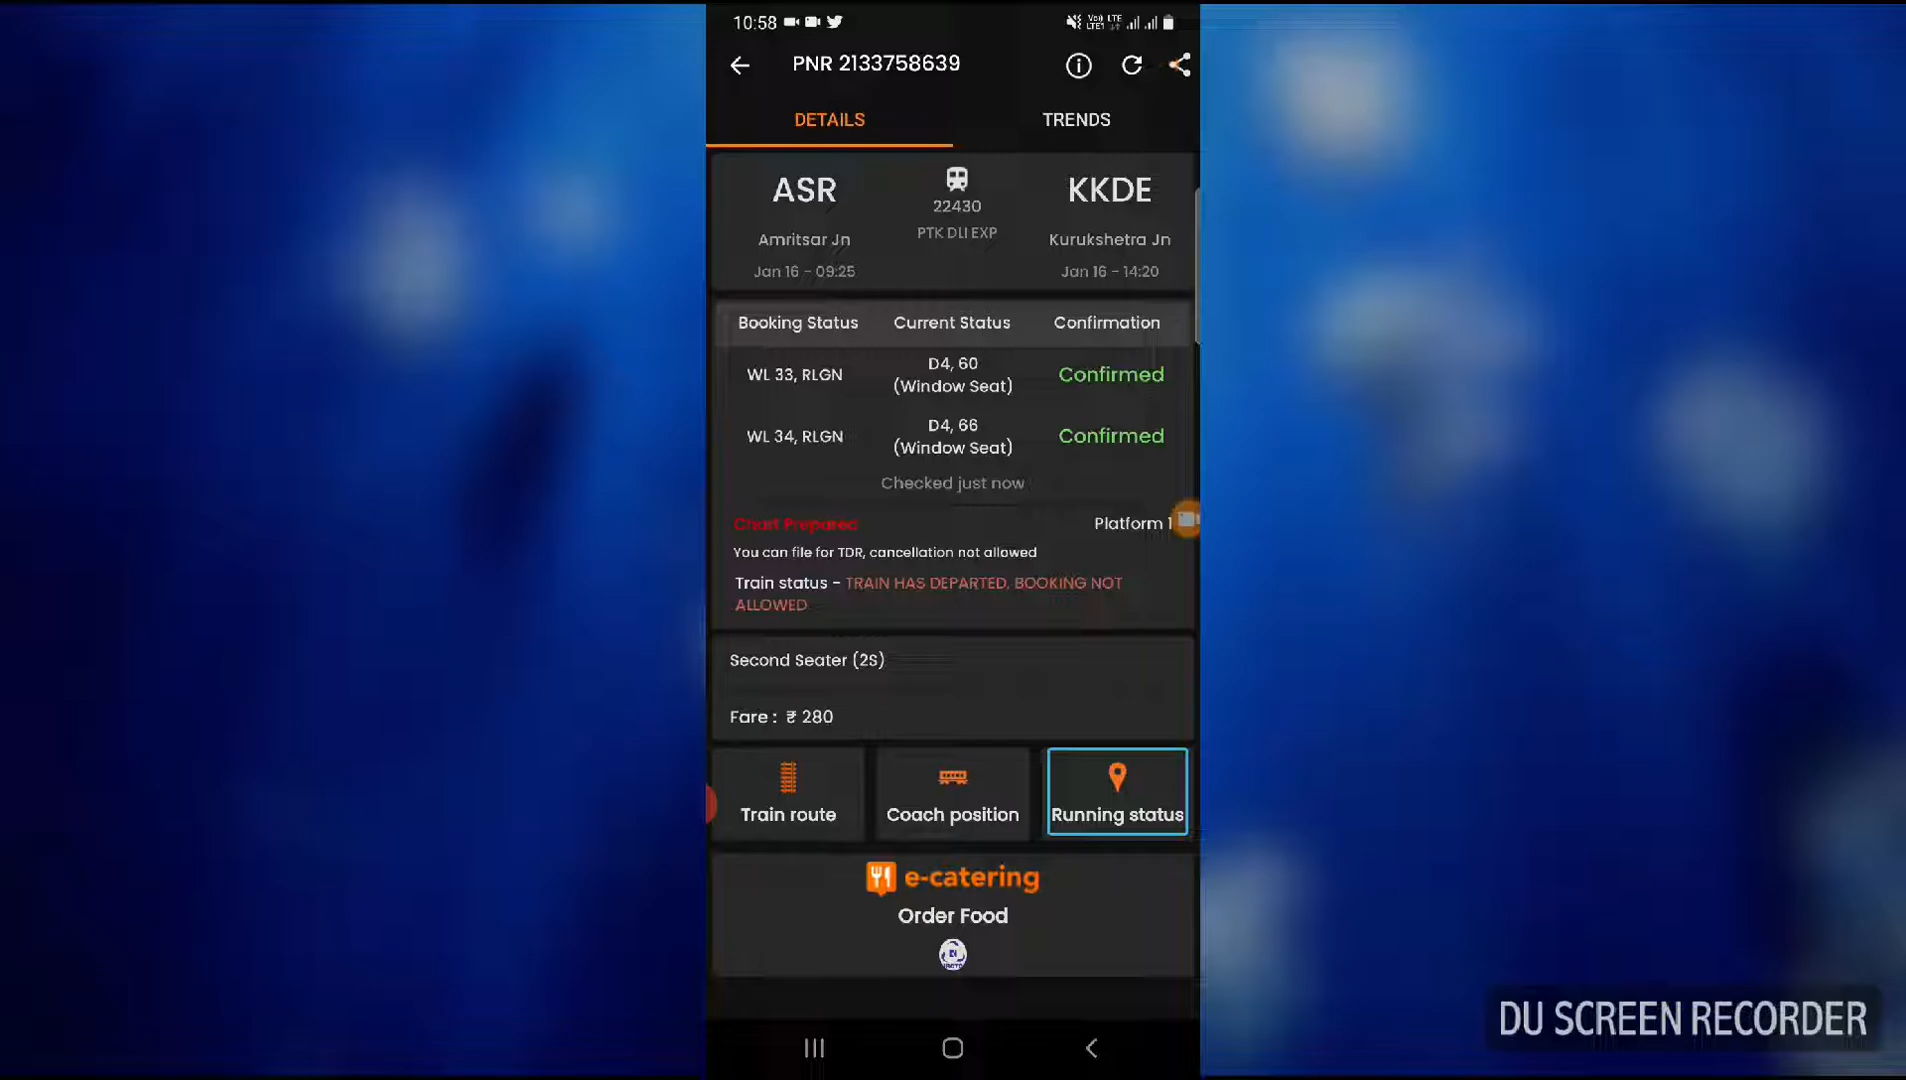 10:58
Vo)) LTE
LTE1
PNR 2133758639
DETAILS
TRENDS
ASR
22430
PTK DLI EXP
KKDE
Amritsar Jn
Kurukshetra Jn
Jan 16 - 09:25
Jan 16 - 14:20
Booking Status
Current Status
Confirmation
WL 33, RLGN
D4, 60
(Window Seat)
Confirmed
WL 34, RLGN
D4, 66
(Window Seat)
Confirmed
Checked just now
Chart Prepared
Platform 1
You can file for TDR, cancellation not allowed
Train status - TRAIN HAS DEPARTED, BOOKING NOT
ALLOWED
Second Seater (2S)
Fare : ₹ 280
Train route
Coach position
Running status
e-catering
Order Food
DU SCREEN RECORDER